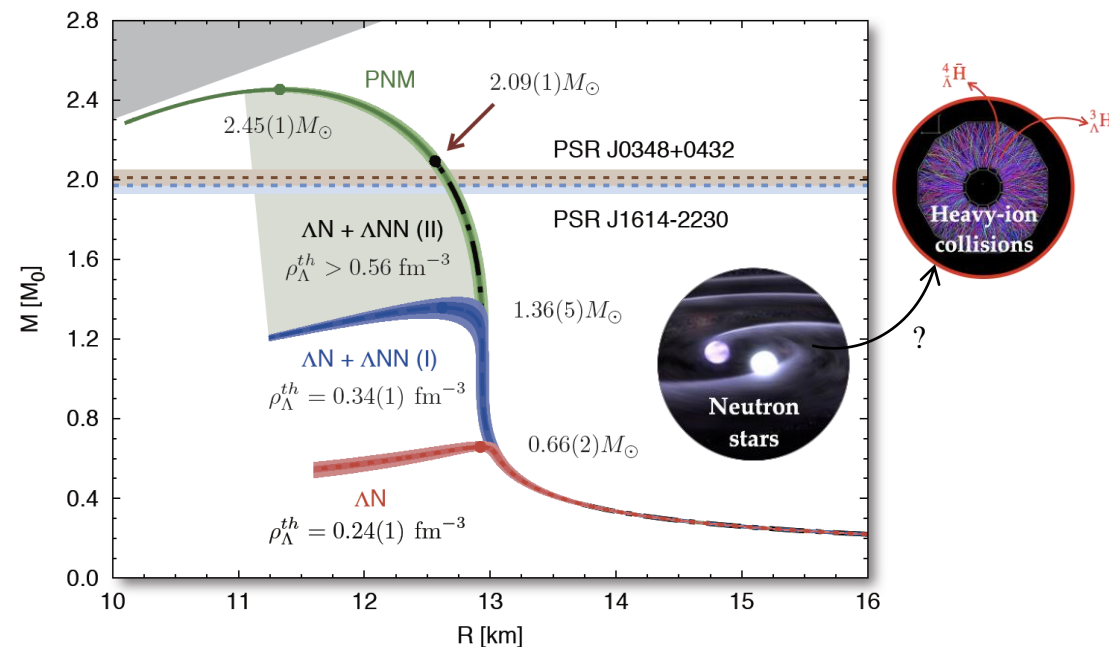 2.8
2.4
2.0
1.6
1.2
0.8
0.4
0.0
M [M₀]
10
11
12
13
14
15
16
R [km]
PNM
2.45(1)M⊙
2.09(1)M⊙
PSR J0348+0432
PSR J1614-2230
ΛN + ΛNN (II)
ρ_Λ^{th} > 0.56 fm⁻³
1.36(5)M⊙
ΛN + ΛNN (I)
ρ_Λ^{th} = 0.34(1) fm⁻³
0.66(2)M⊙
ΛN
ρ_Λ^{th} = 0.24(1) fm⁻³
Neutron
stars
?
⁴_Λ̄H̄
³_ΛH
Heavy-ion
collisions